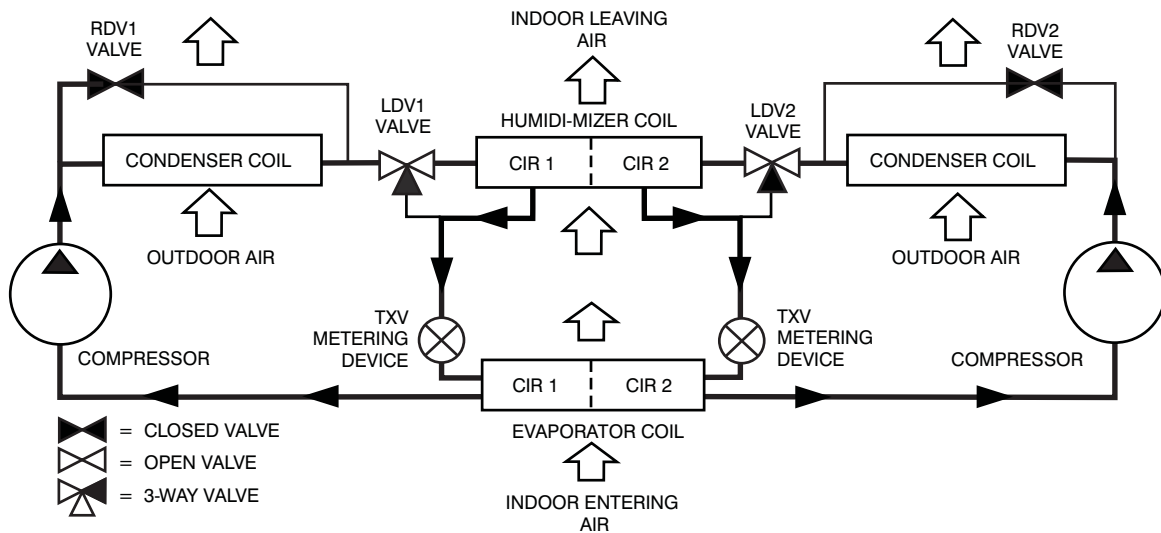 RDV1
VALVE
INDOOR LEAVING
AIR
RDV2
VALVE
LDV1
VALVE
HUMIDI-MIZER COIL
LDV2
VALVE
CONDENSER COIL
CIR 1
CIR 2
CONDENSER COIL
OUTDOOR AIR
OUTDOOR AIR
TXV
METERING
DEVICE
TXV
METERING
DEVICE
COMPRESSOR
COMPRESSOR
CIR 1
CIR 2
EVAPORATOR COIL
= CLOSED VALVE
= OPEN VALVE
= 3-WAY VALVE
INDOOR ENTERING
AIR